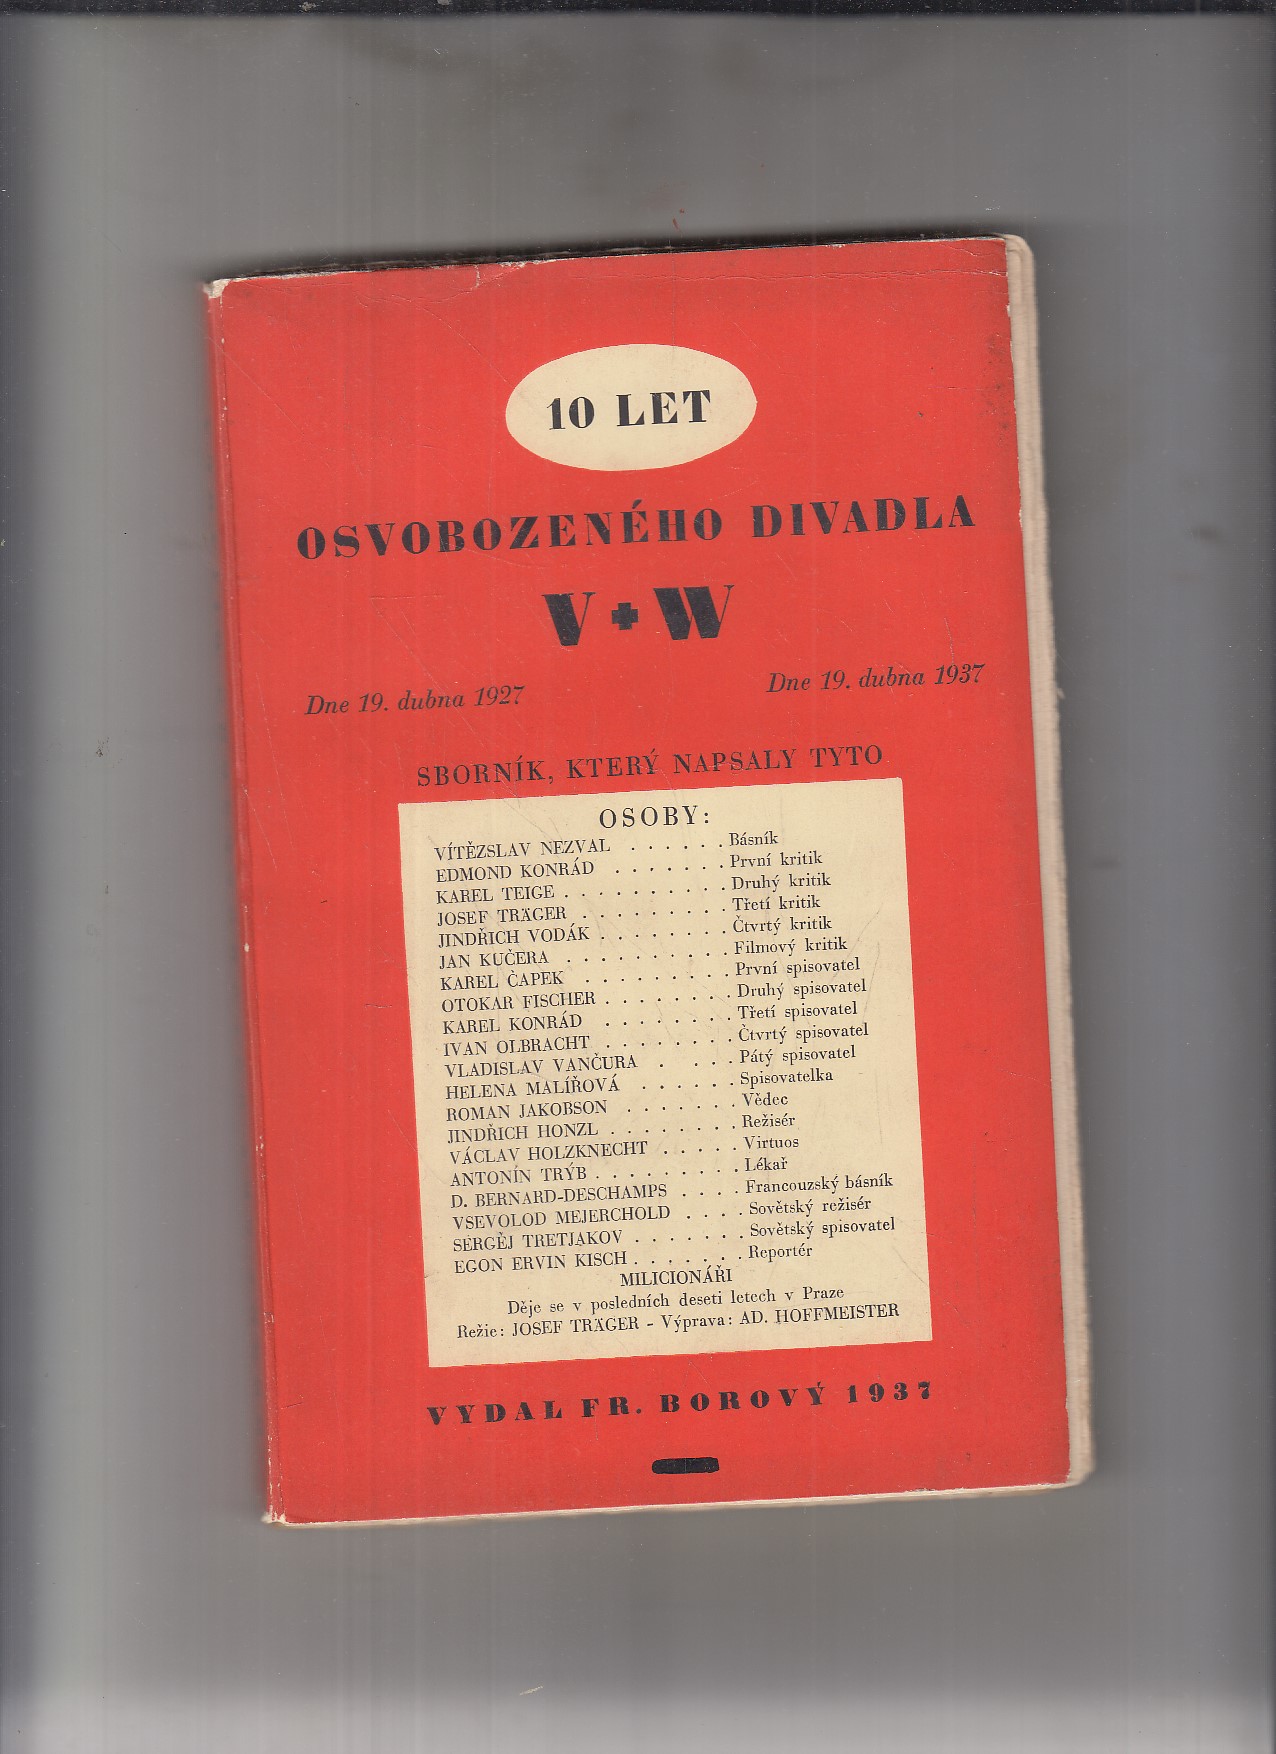 10 LET
OSVOBOZENÉHO DIVADLA
V + W
Dne 19. dubna 1927 Dne 19. dubna 1937
SBORNÍK, KTERÝ NAPSALY TYTO
OSOBY:
VÍTĚZSLAV NEZVAL . . . . . . Básník
EDMOND KONRÁD . . . . . . . První kritik
KAREL TEIGE . . . . . . . . . . Druhý kritik
JOSEF TRÄGER . . . . . . . . . Třetí kritik
JINDŘICH VODÁK . . . . . . . . Čtvrtý kritik
JAN KUČERA . . . . . . . . . . Filmový kritik
KAREL ČAPEK . . . . . . . . . První spisovatel
OTOKAR FISCHER . . . . . . . . Druhý spisovatel
KAREL KONRÁD . . . . . . . . Třetí spisovatel
IVAN OLBRACHT . . . . . . . . Čtvrtý spisovatel
VLADISLAV VANČURA . . . . Pátý spisovatel
HELENA MALÍŘOVÁ . . . . . . Spisovatelka
ROMAN JAKOBSON . . . . . . . Vědec
JINDŘICH HONZL . . . . . . . . Režisér
VÁCLAV HOLZKNECHT . . . . . Virtuos
ANTONÍN TRÝB . . . . . . . . . Lékař
D. BERNARD-DESCHAMPS . . . . Francouzský básník
VSEVOLOD MEJERCHOLD . . . . Sovětský režisér
SERGĚJ TRETJAKOV . . . . . . . Sovětský spisovatel
EGON ERVIN KISCH . . . . . . . Reportér
MILICIONÁŘI
Děje se v posledních deseti letech v Praze
Režie: JOSEF TRÄGER - Výprava: AD. HOFFMEISTER
VYDAL FR. BOROVÝ 1937